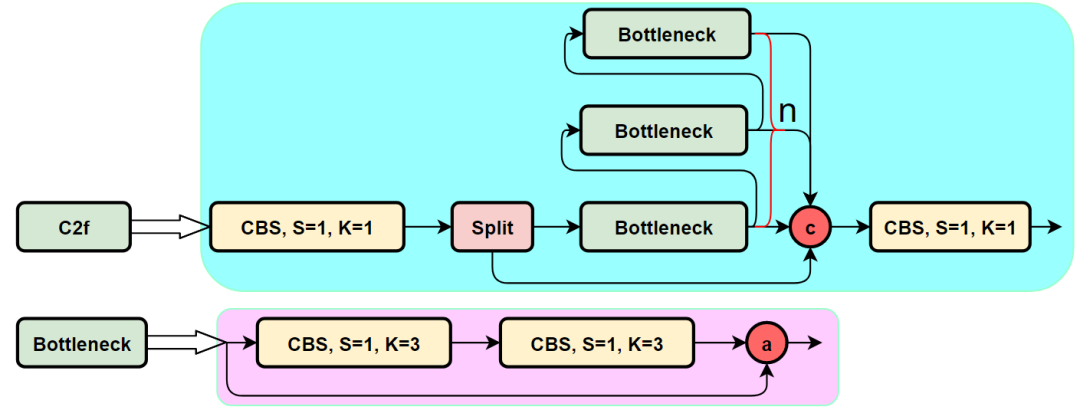 Bottleneck
n
Bottleneck
C2f
CBS, S=1, K=1
Split
Bottleneck
c
CBS, S=1, K=1
Bottleneck
CBS, S=1, K=3
CBS, S=1, K=3
a